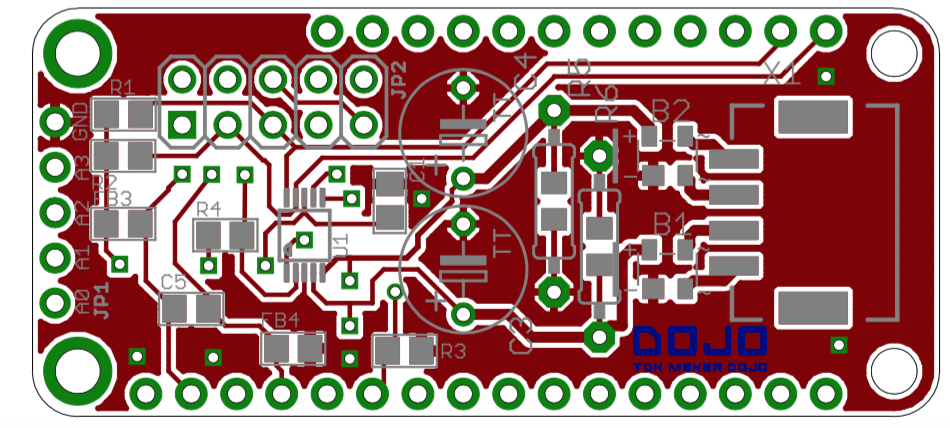 R1
JP2
C4
TT
R5
R6
X1
B2
GND
A3
R2
FB3
A2
R4
C1
U1
A1
TT
B1
C5
A0
JP1
FB4
R3
C3
DOJO
TDK MAKER DOJO